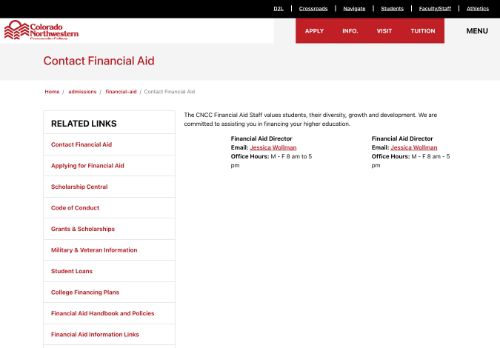 D2L | Crossroads | Navigate | Students | Faculty/Staff | Athletics
Colorado
Northwestern
Community College
APPLY INFO. VISIT TUITION MENU
Contact Financial Aid
Home / admissions / financial-aid / Contact Financial Aid
RELATED LINKS
Contact Financial Aid
Applying for Financial Aid
Scholarship Central
Code of Conduct
Grants & Scholarships
Military & Veteran Information
Student Loans
College Financing Plans
Financial Aid Handbook and Policies
Financial Aid Information Links
The CNCC Financial Aid Staff values students, their diversity, growth and development. We are
committed to assisting you in financing your higher education.
Financial Aid Director
Email: Jessica Wollman
Office Hours: M - F 8 am to 5
pm
Financial Aid Director
Email: Jessica Wollman
Office Hours: M - F 8 am - 5
pm